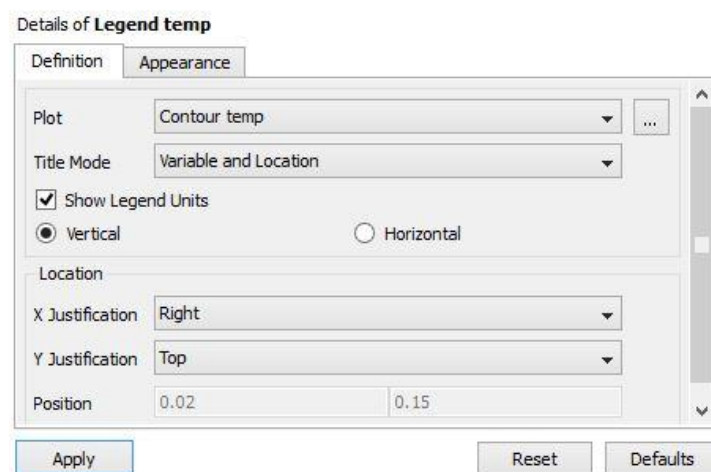 Details of Legend temp
Definition Appearance
Plot Contour temp ...
Title Mode Variable and Location
Show Legend Units
Vertical Horizontal
Location
X Justification Right
Y Justification Top
Position 0.02 0.15
Apply Reset Defaults